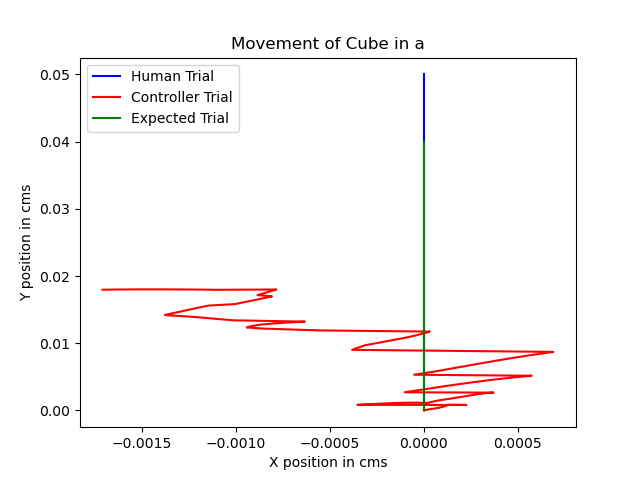 Movement of Cube in a
Human Trial
Controller Trial
Expected Trial
Y position in cms
0.05
0.04
0.03
0.02
0.01
0.00
−0.0015 −0.0010 −0.0005 0.0000 0.0005
X position in cms